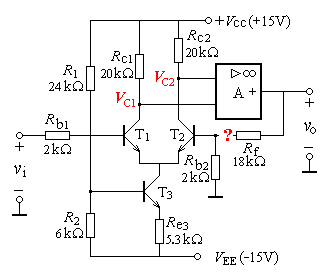 +VCC(+15V)
Rc2
20kΩ
Rc1
20kΩ
R1
24kΩ
VC2
VC1
▷∞
A +
Rb1
2kΩ
T1
T2
?
Rf
18kΩ
Rb2
2kΩ
+
vi
−
+
vo
−
T3
R2
6kΩ
Re3
5.3kΩ
VEE(-15V)